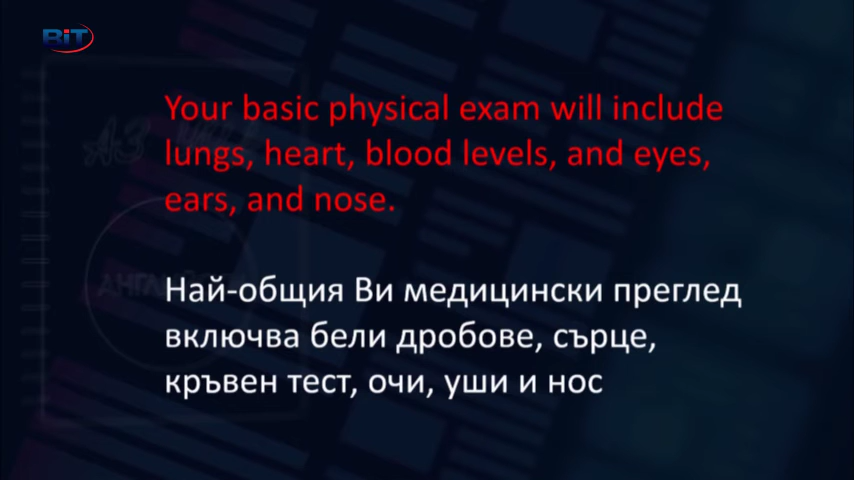 BiT
Your basic physical exam will include
lungs, heart, blood levels, and eyes,
ears, and nose.
Най-общия Ви медицински преглед
включва бели дробове, сърце,
кръвен тест, очи, уши и нос